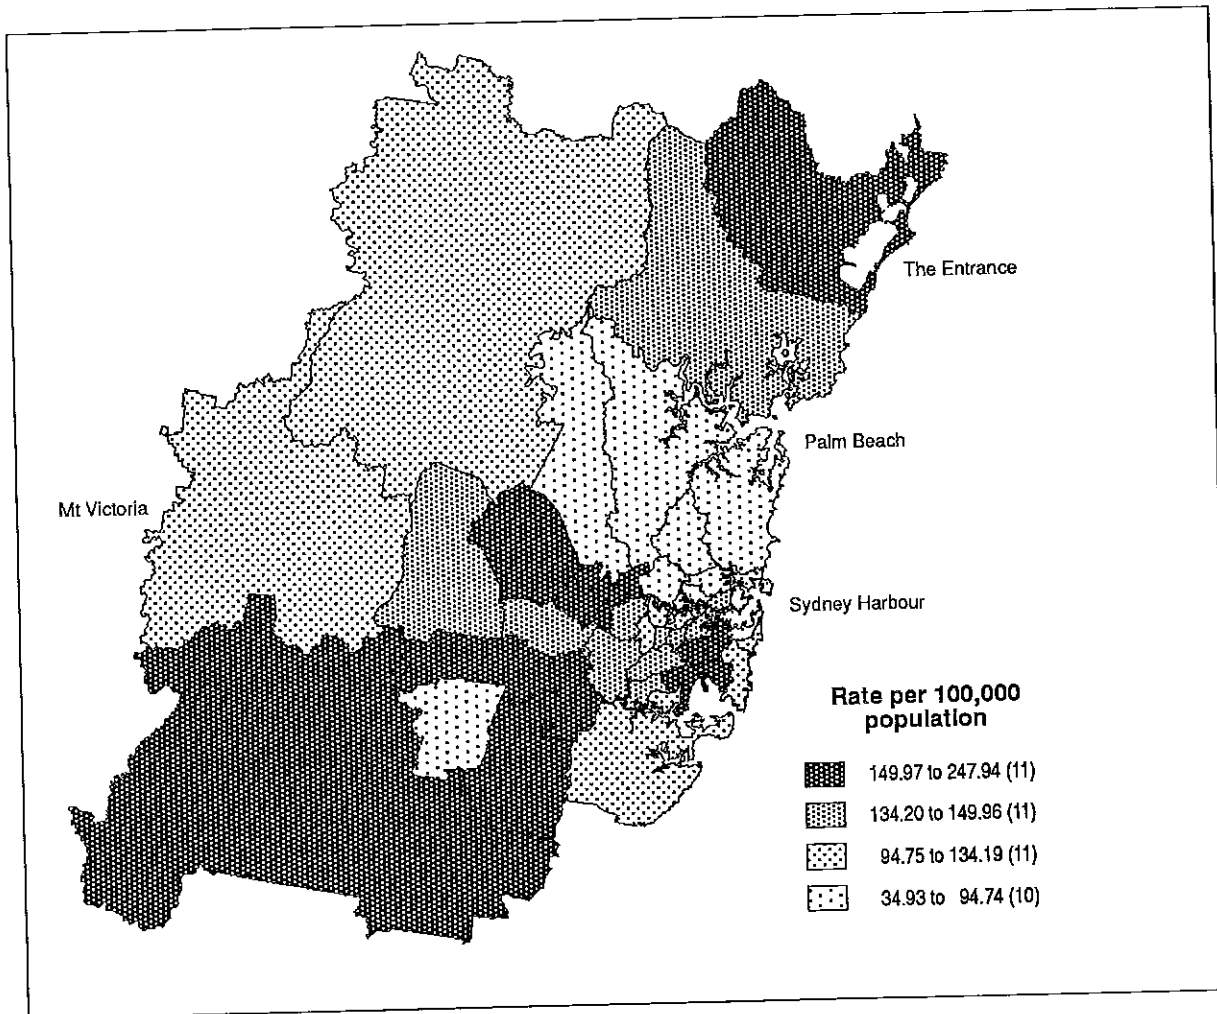 The Entrance
Palm Beach
Mt Victoria
Sydney Harbour
Rate per 100,000
population
149.97 to 247.94 (11)
134.20 to 149.96 (11)
94.75 to 134.19 (11)
34.93 to 94.74 (10)